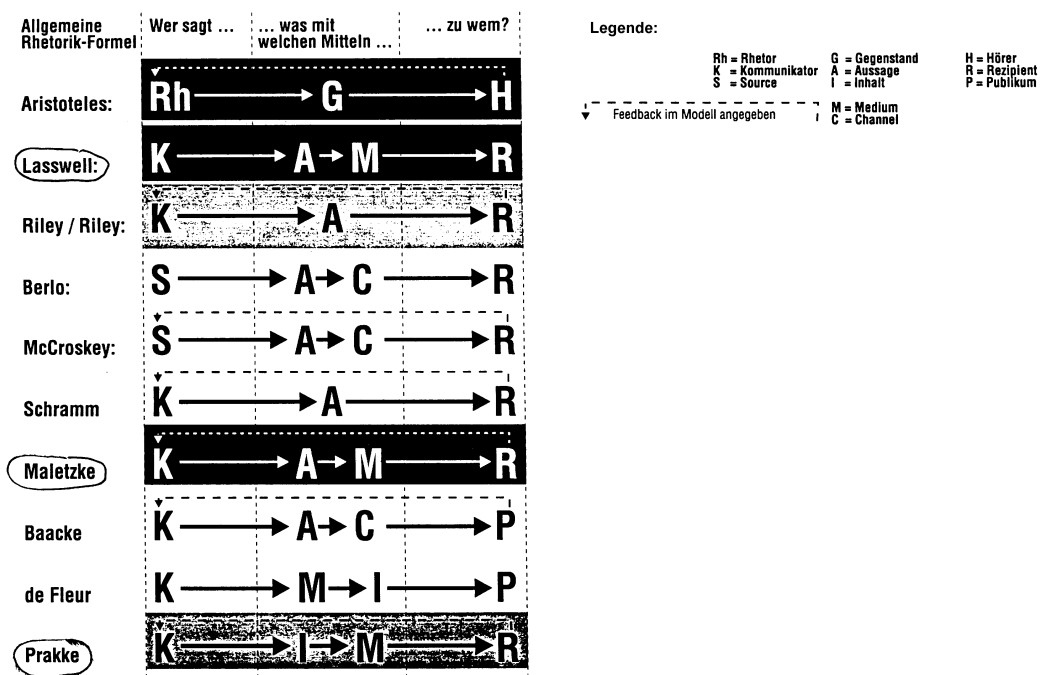 Allgemeine Rhetorik-Formel Wer sagt ... ... was mit welchen Mitteln ... ... zu wem?
Aristoteles: Rh G H
Lasswell: K A M R
Riley / Riley: K A R
Berlo: S A C R
McCroskey: S A C R
Schramm K A R
Maletzke K A M R
Baacke K A C P
de Fleur K M I P
Prakke K I M R
Legende:
Rh = Rhetor G = Gegenstand H = Hörer
K = Kommunikator A = Aussage R = Rezipient
S = Source I = Inhalt P = Publikum
Feedback im Modell angegeben M = Medium
C = Channel